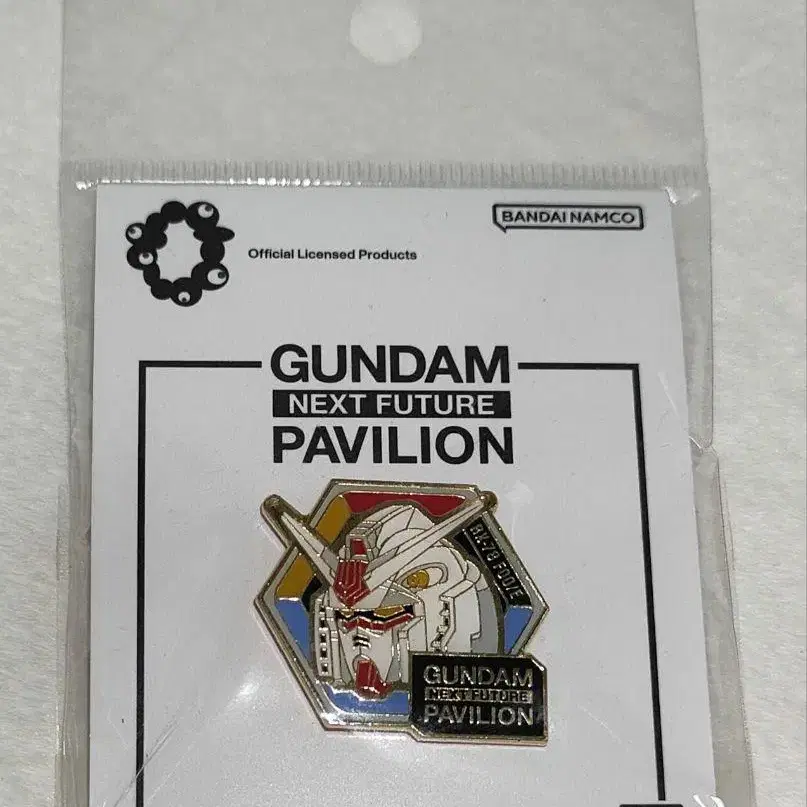 Official Licensed Products
BANDAI NAMCO
GUNDAM
NEXT FUTURE
PAVILION
RX-78 F00/E
GUNDAM
NEXT FUTURE
PAVILION